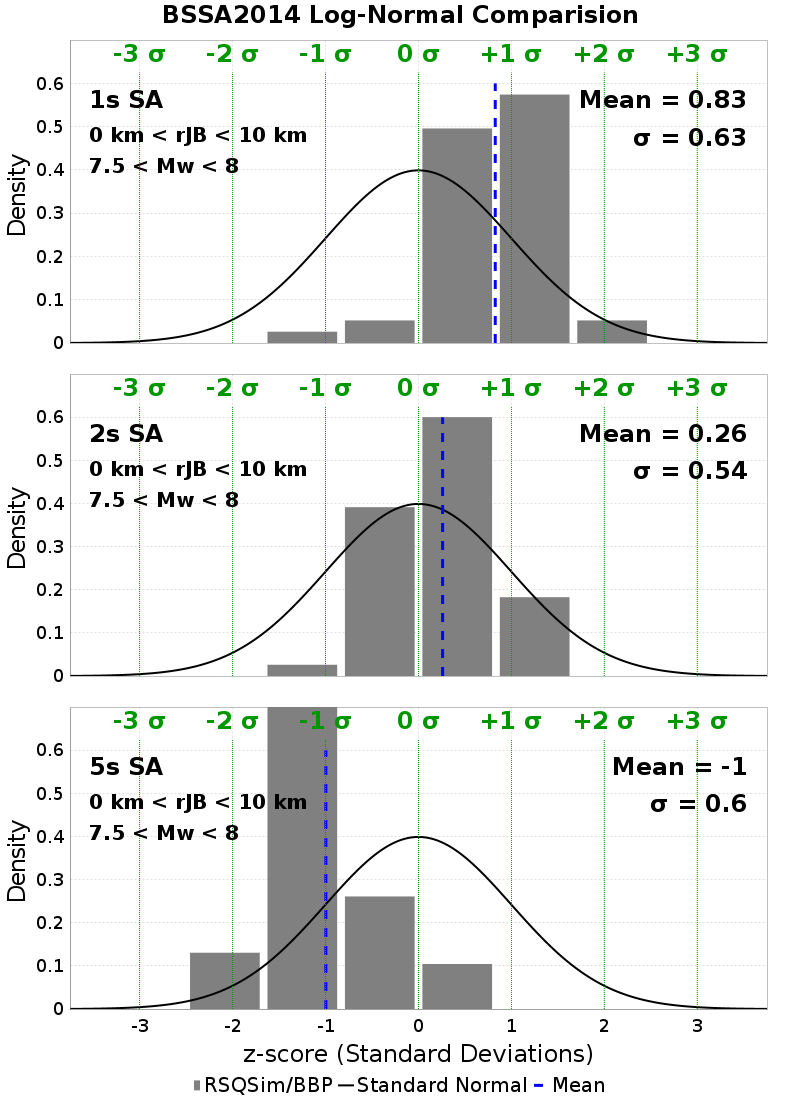 BSSA2014 Log-Normal Comparision
-3 σ -2 σ -1 σ 0 σ +1 σ +2 σ +3 σ
0.6
1s SA
Mean = 0.83
0.5
0 km < rJB < 10 km
σ = 0.63
7.5 < Mw < 8
0.4
Density
0.3
0.2
0.1
0
-3 σ -2 σ -1 σ 0 σ +1 σ +2 σ +3 σ
0.6
2s SA
Mean = 0.26
0.5
0 km < rJB < 10 km
σ = 0.54
7.5 < Mw < 8
0.4
Density
0.3
0.2
0.1
0
-3 σ -2 σ -1 σ 0 σ +1 σ +2 σ +3 σ
0.6
5s SA
Mean = -1
0.5
0 km < rJB < 10 km
σ = 0.6
7.5 < Mw < 8
0.4
Density
0.3
0.2
0.1
0
-3 -2 -1 0 1 2 3
z-score (Standard Deviations)
RSQSim/BBP Standard Normal Mean